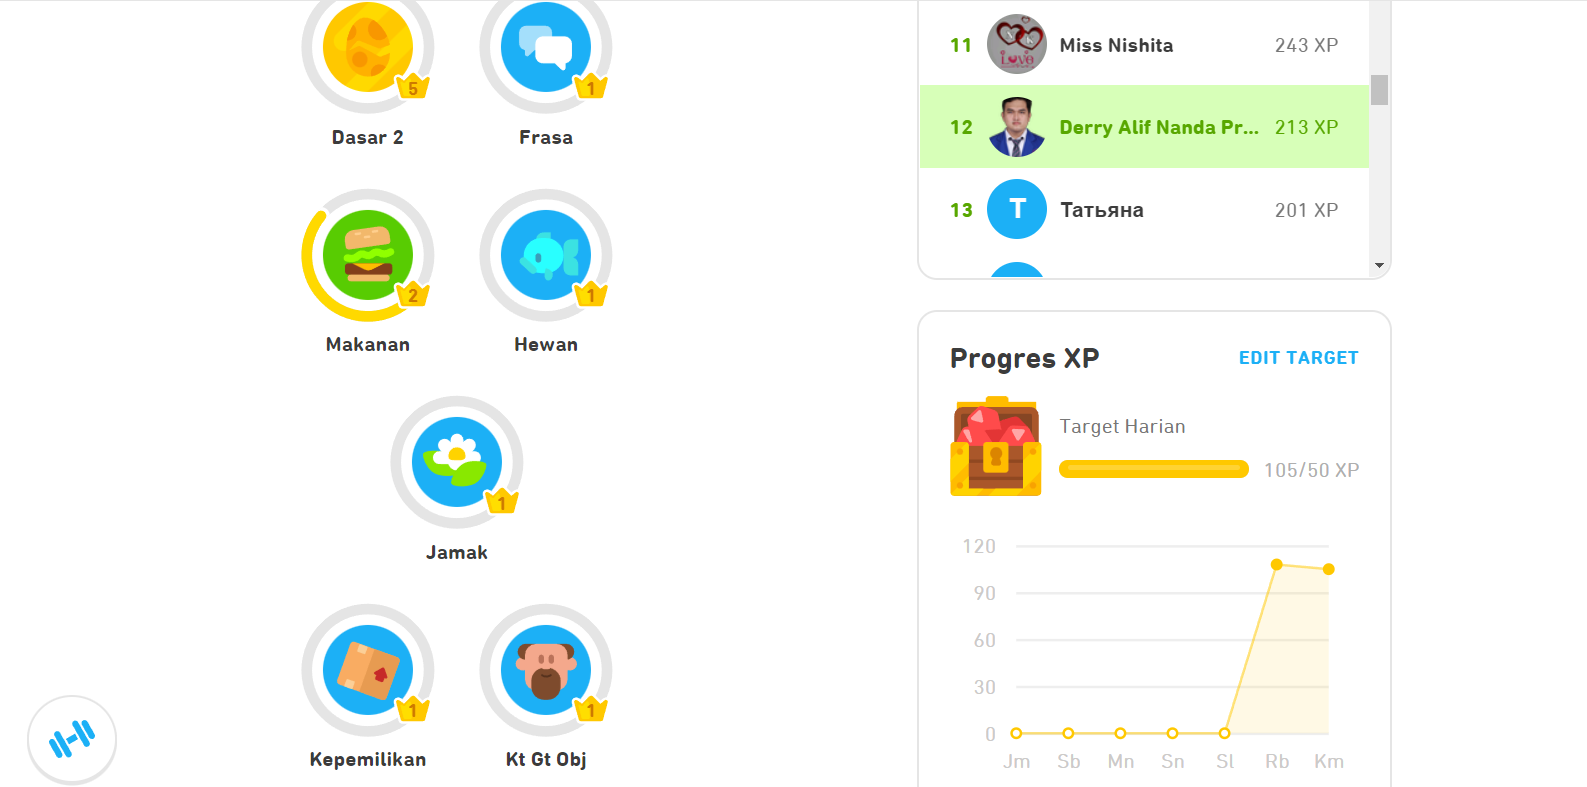 5
1
Dasar 2
Frasa
2
1
Makanan
Hewan
1
Jamak
1
1
Kepemilikan
Kt Gt Obj
11 Miss Nishita 243 XP
12 Derry Alif Nanda Pr... 213 XP
13 T Татьяна 201 XP
Progres XP
EDIT TARGET
Target Harian
105/50 XP
120
90
60
30
0
Jm Sb Mn Sn Sl Rb Km